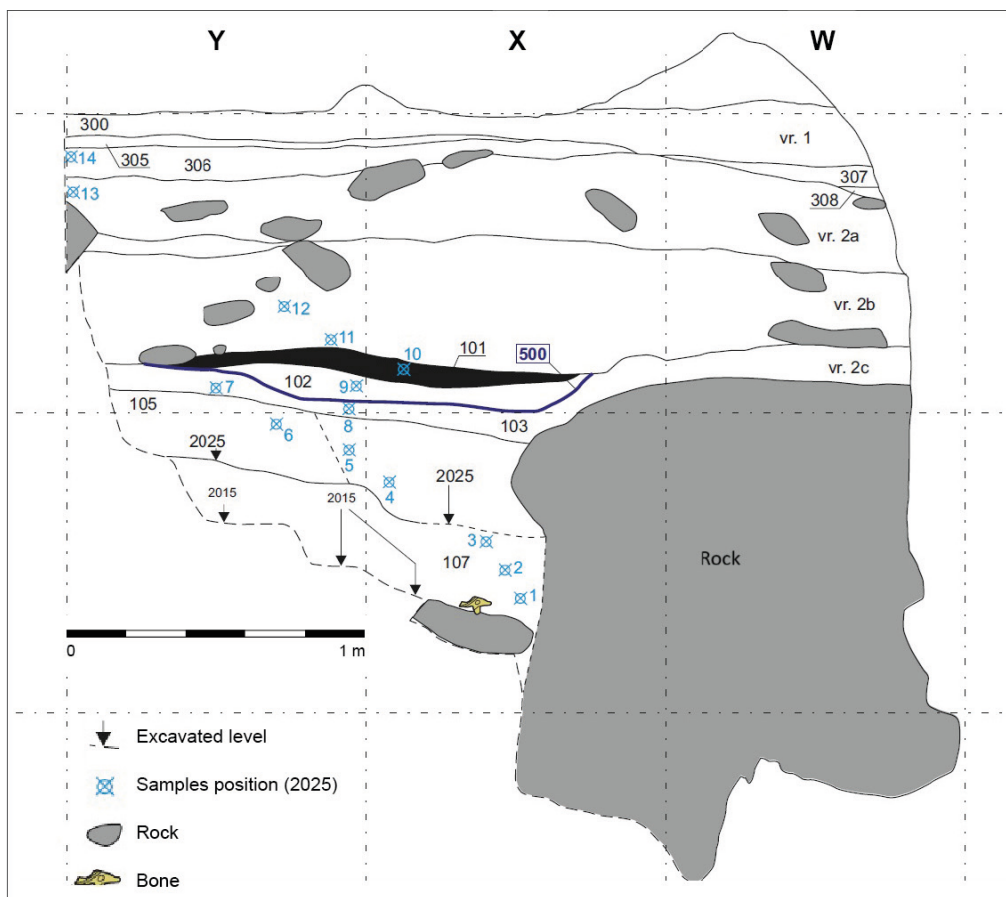 Y X W
300
vr. 1
14
305
306
307
13
308
vr. 2a
12
vr. 2b
11
10
101
500
102
9
7
vr. 2c
105
8
103
6
2025
5
2015
2015
4
2025
3
107
2
Rock
1
0 1 m
Excavated level
Samples position (2025)
Rock
Bone